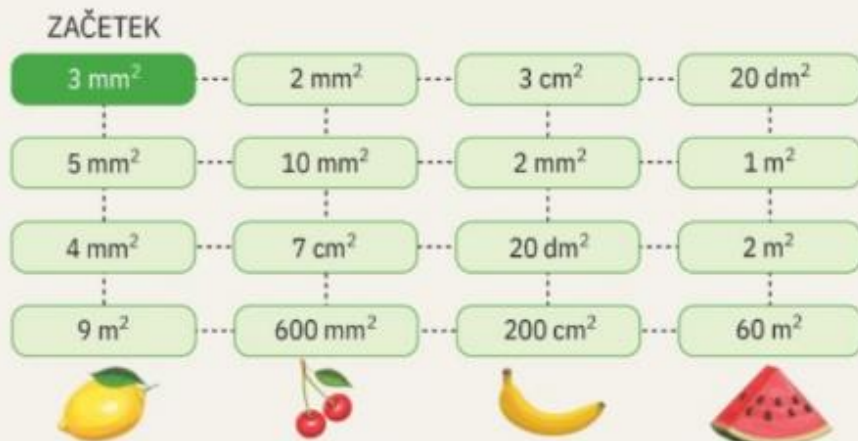 ZAČETEK
3 mm² 2 mm² 3 cm² 20 dm²
5 mm² 10 mm² 2 mm² 1 m²
4 mm² 7 cm² 20 dm² 2 m²
9 m² 600 mm² 200 cm² 60 m²